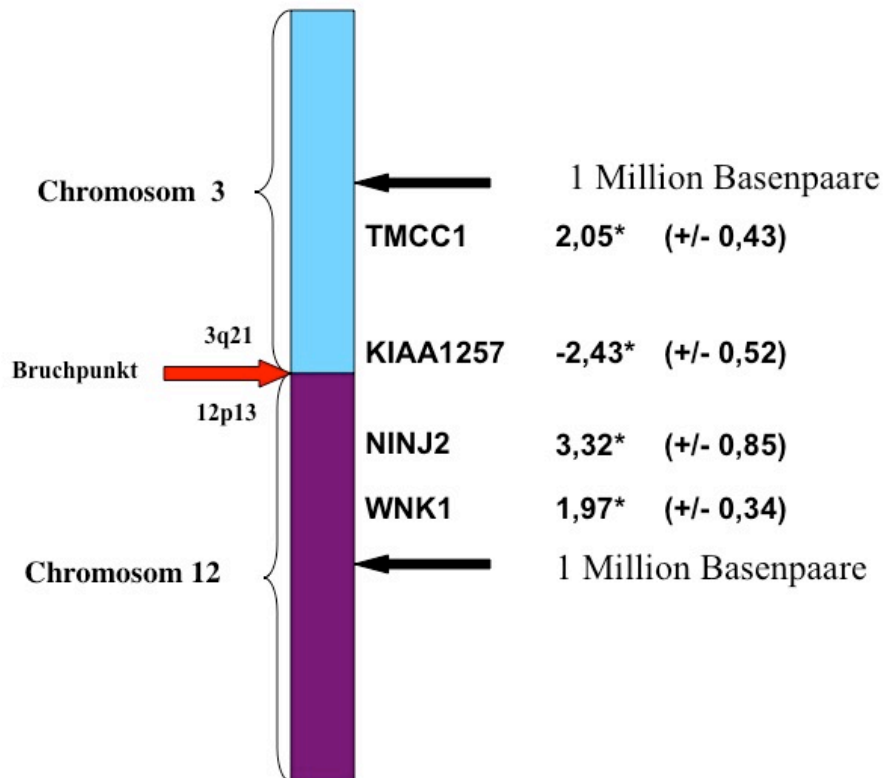 1 Million Basenpaare
Chromosom 3
TMCC1 2,05* (+/- 0,43)
3q21
KIAA1257 -2,43* (+/- 0,52)
Bruchpunkt
12p13
NINJ2 3,32* (+/- 0,85)
WNK1 1,97* (+/- 0,34)
Chromosom 12
1 Million Basenpaare